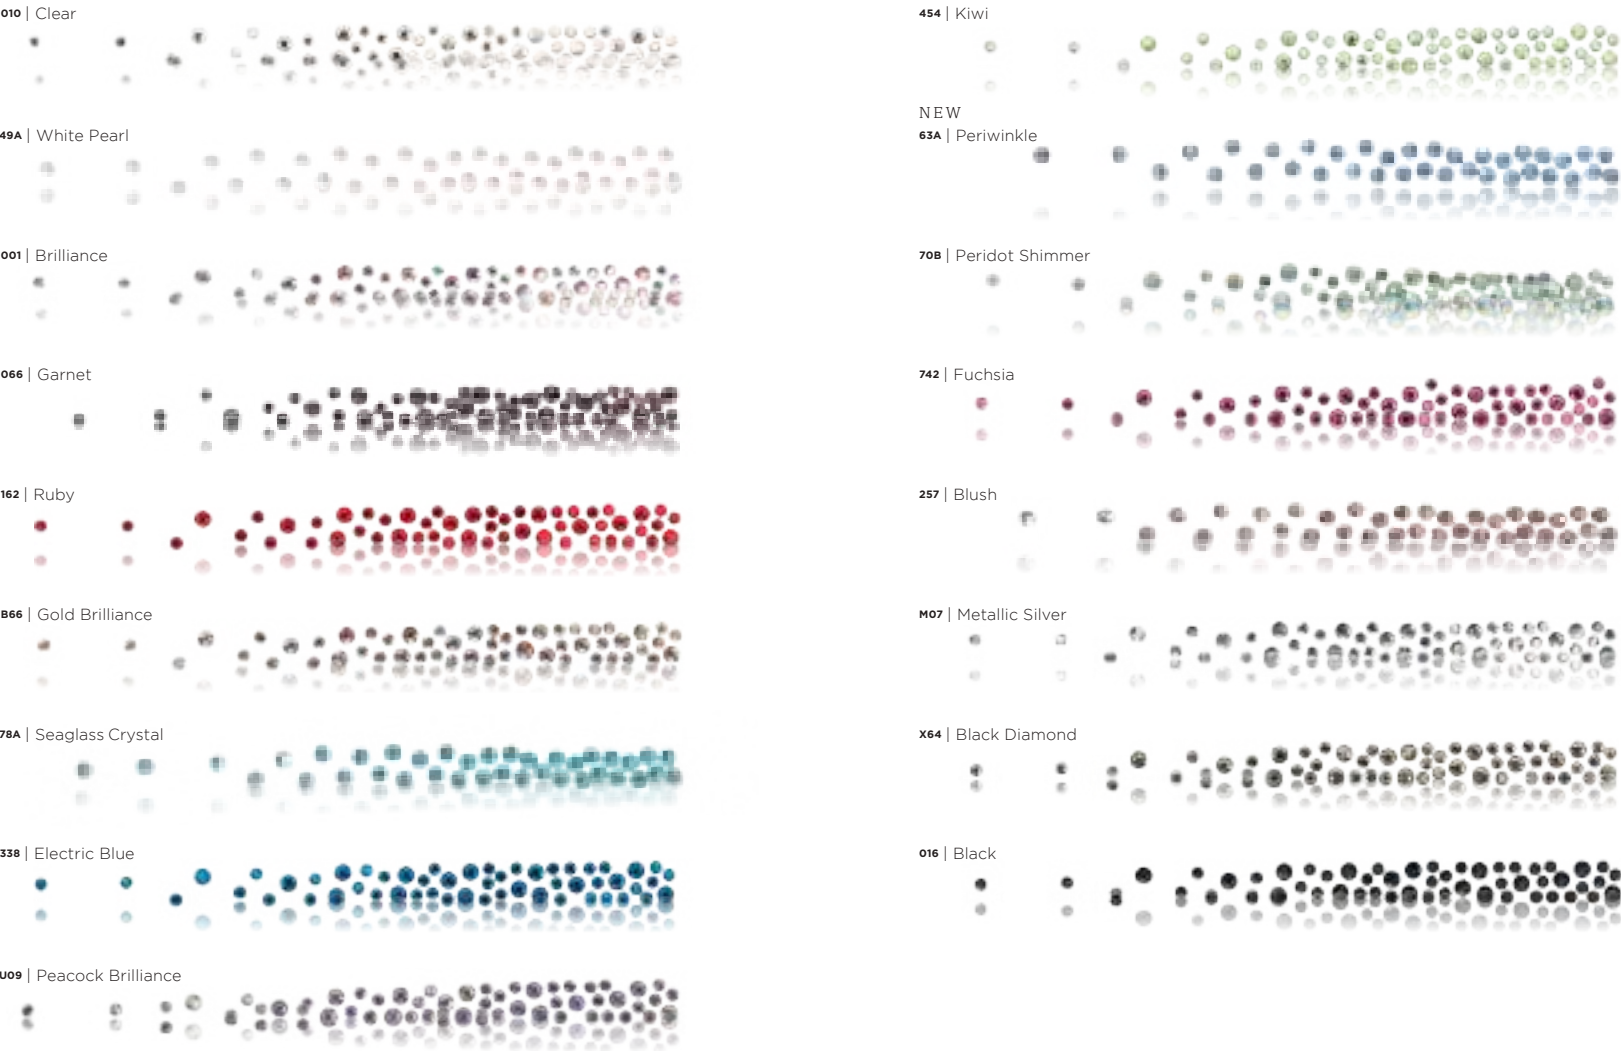 010 | Clear
49A | White Pearl
001 | Brilliance
066 | Garnet
162 | Ruby
B66 | Gold Brilliance
78A | Seaglass Crystal
338 | Electric Blue
U09 | Peacock Brilliance
454 | Kiwi
NEW
63A | Periwinkle
70B | Peridot Shimmer
742 | Fuchsia
257 | Blush
M07 | Metallic Silver
X64 | Black Diamond
016 | Black